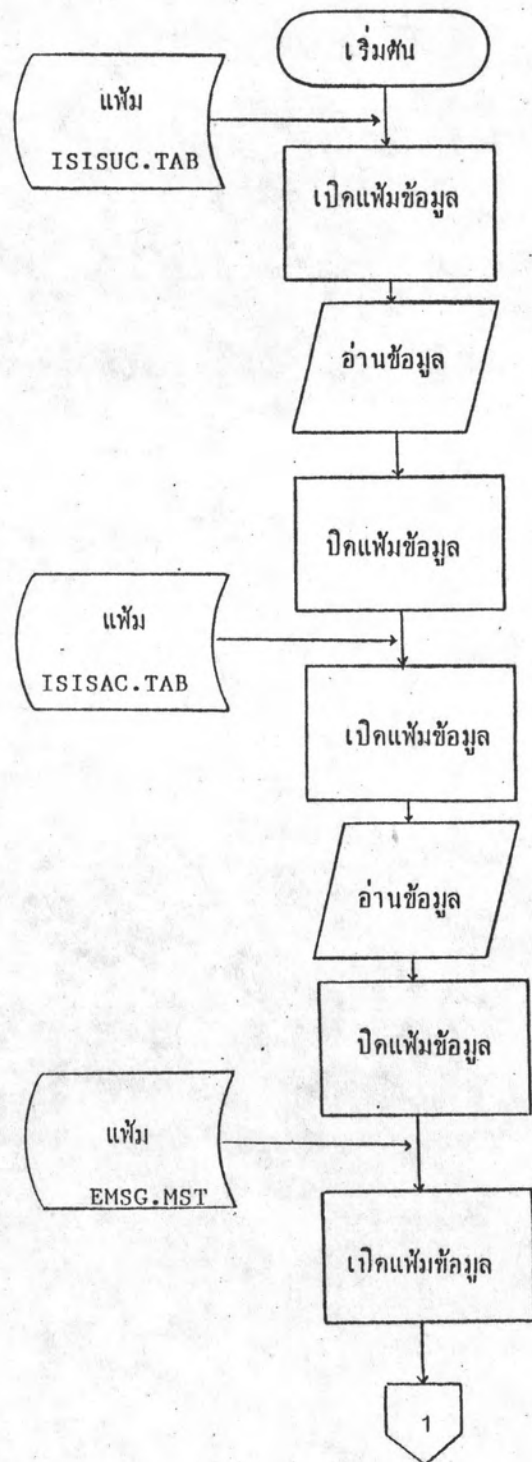 เริ่มต้น
แฟ้ม
ISISUC.TAB
เปิดแฟ้มข้อมูล
อ่านข้อมูล
ปิดแฟ้มข้อมูล
แฟ้ม
ISISAC.TAB
เปิดแฟ้มข้อมูล
อ่านข้อมูล
ปิดแฟ้มข้อมูล
แฟ้ม
EMSG.MST
เปิดแฟ้มข้อมูล
1